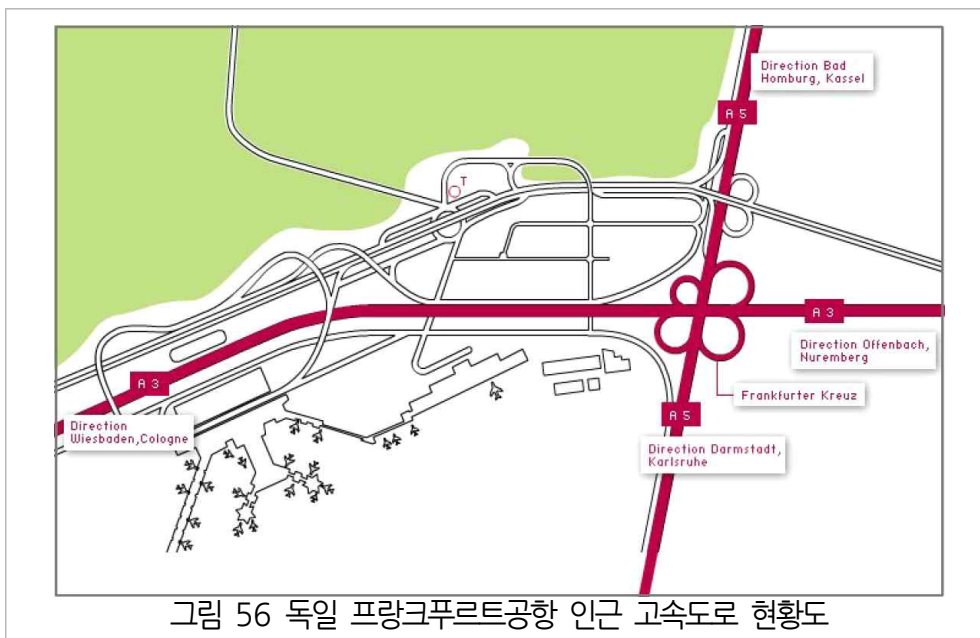 Direction Bad
Homburg, Kassel
A 5
T
A 3
Direction Offenbach,
Nuremberg
A 3
Frankfurter Kreuz
Direction
Wiesbaden,Cologne
A 5
Direction Darmstadt,
Karlsruhe
그림 56 독일 프랑크푸르트공항 인근 고속도로 현황도